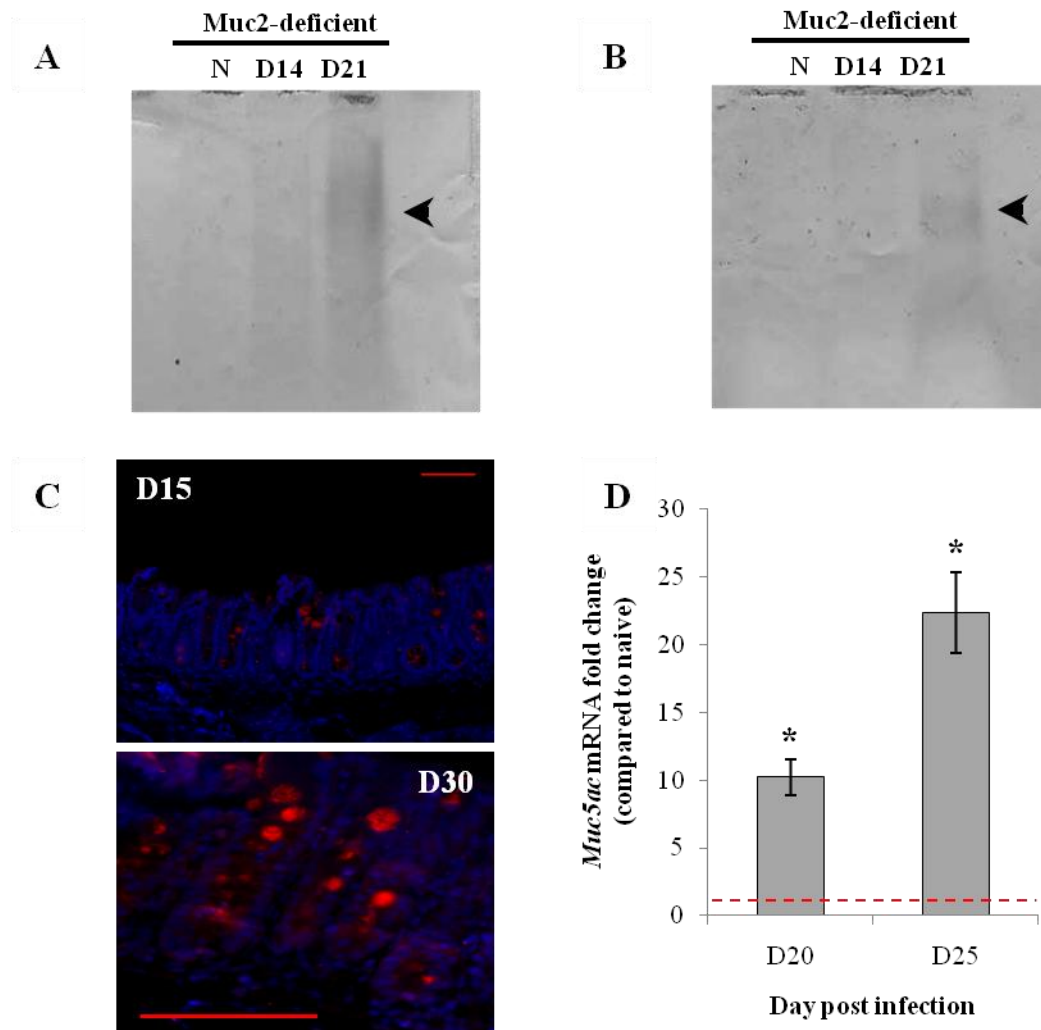 A
Muc2-deficient
N D14 D21
B
Muc2-deficient
N D14 D21
C
D15
D30
D
Muc5ac mRNA fold change
(compared to naive)
30
25
20
15
10
5
0
*
*
D20 D25
Day post infection